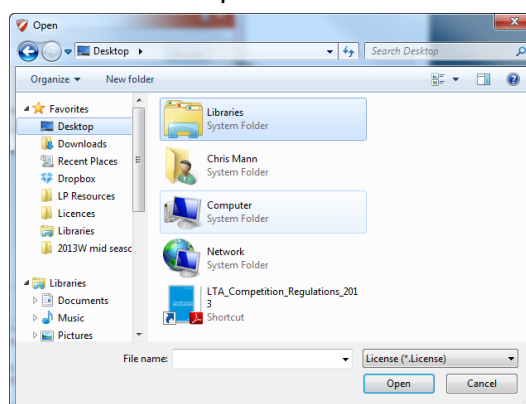 Open
Desktop
Search Desktop
Organize
New folder
Favorites
Desktop
Downloads
Recent Places
Dropbox
LP Resources
Licences
Libraries
2013W mid seasc
Libraries
Documents
Music
Pictures
Libraries
System Folder
Chris Mann
System Folder
Computer
System Folder
Network
System Folder
LTA_Competition_Regulations_201
3
Shortcut
File name:
License (*.License)
Open
Cancel